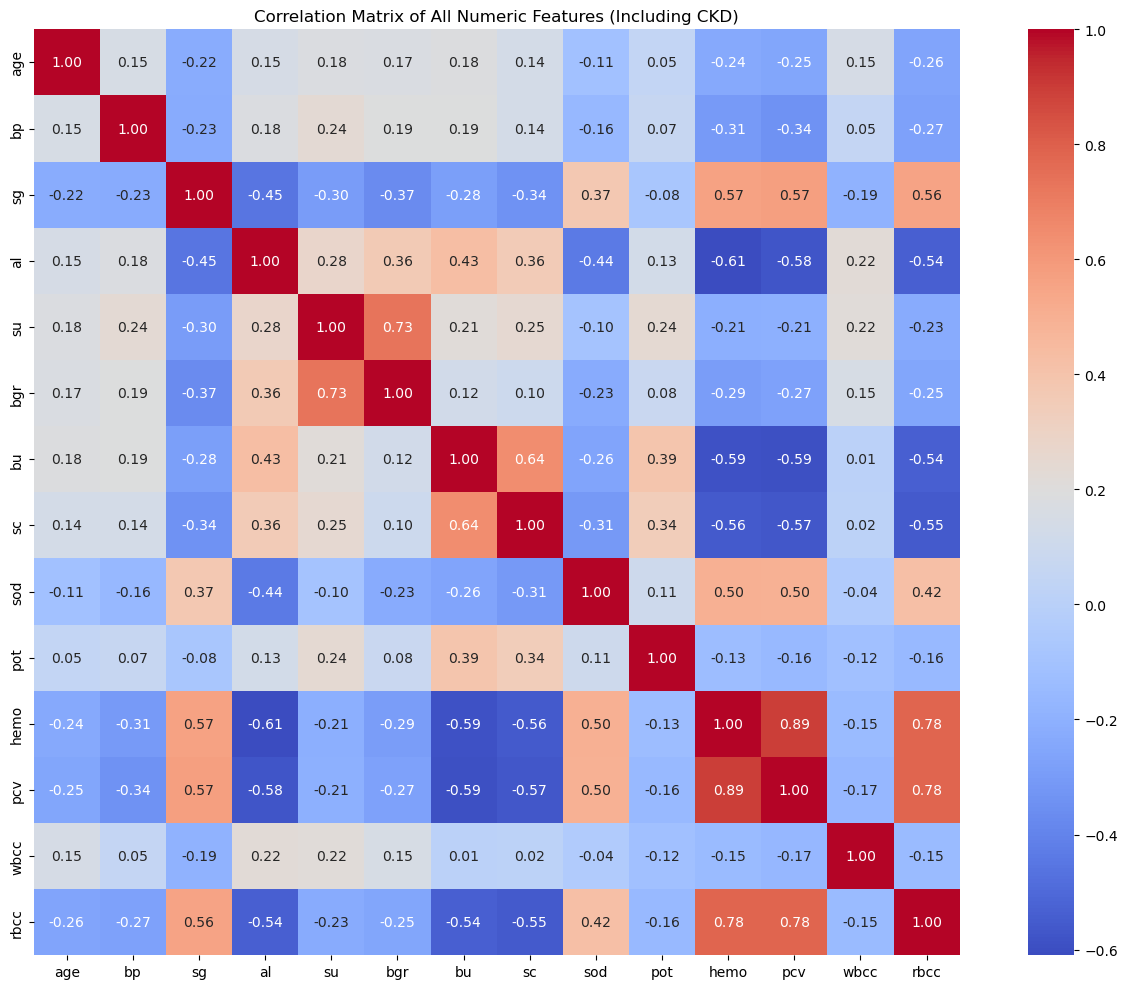 Correlation Matrix of All Numeric Features (Including CKD)
age 1.00 0.15 -0.22 0.15 0.18 0.17 0.18 0.14 -0.11 0.05 -0.24 -0.25 0.15 -0.26
bp 0.15 1.00 -0.23 0.18 0.24 0.19 0.19 0.14 -0.16 0.07 -0.31 -0.34 0.05 -0.27
sg -0.22 -0.23 1.00 -0.45 -0.30 -0.37 -0.28 -0.34 0.37 -0.08 0.57 0.57 -0.19 0.56
al 0.15 0.18 -0.45 1.00 0.28 0.36 0.43 0.36 -0.44 0.13 -0.61 -0.58 0.22 -0.54
su 0.18 0.24 -0.30 0.28 1.00 0.73 0.21 0.25 -0.10 0.24 -0.21 -0.21 0.22 -0.23
bgr 0.17 0.19 -0.37 0.36 0.73 1.00 0.12 0.10 -0.23 0.08 -0.29 -0.27 0.15 -0.25
bu 0.18 0.19 -0.28 0.43 0.21 0.12 1.00 0.64 -0.26 0.39 -0.59 -0.59 0.01 -0.54
sc 0.14 0.14 -0.34 0.36 0.25 0.10 0.64 1.00 -0.31 0.34 -0.56 -0.57 0.02 -0.55
sod -0.11 -0.16 0.37 -0.44 -0.10 -0.23 -0.26 -0.31 1.00 0.11 0.50 0.50 -0.04 0.42
pot 0.05 0.07 -0.08 0.13 0.24 0.08 0.39 0.34 0.11 1.00 -0.13 -0.16 -0.12 -0.16
hemo -0.24 -0.31 0.57 -0.61 -0.21 -0.29 -0.59 -0.56 0.50 -0.13 1.00 0.89 -0.15 0.78
pcv -0.25 -0.34 0.57 -0.58 -0.21 -0.27 -0.59 -0.57 0.50 -0.16 0.89 1.00 -0.17 0.78
wbcc 0.15 0.05 -0.19 0.22 0.22 0.15 0.01 0.02 -0.04 -0.12 -0.15 -0.17 1.00 -0.15
rbcc -0.26 -0.27 0.56 -0.54 -0.23 -0.25 -0.54 -0.55 0.42 -0.16 0.78 0.78 -0.15 1.00
age bp sg al su bgr bu sc sod pot hemo pcv wbcc rbcc
1.0
0.8
0.6
0.4
0.2
0.0
−0.2
−0.4
−0.6